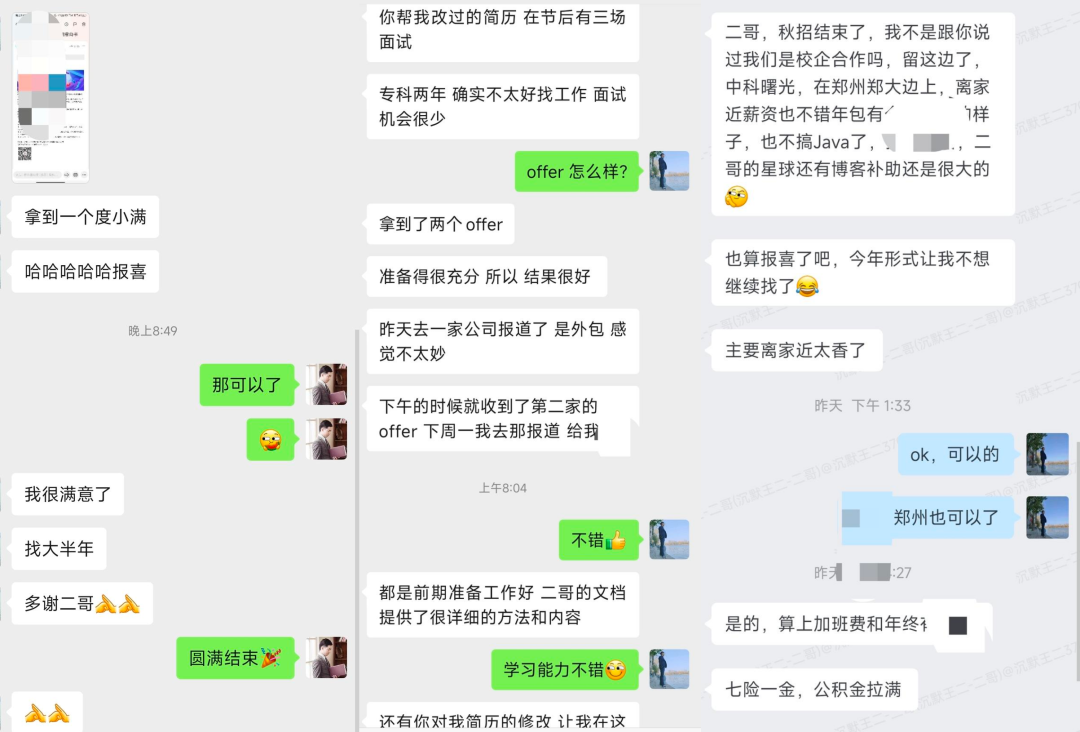 拿到一个度小满
哈哈哈哈哈报喜
晚上8:49
那可以了
我很满意了
找大半年
多谢二哥
圆满结束
你帮我改过的简历 在节后有三场
面试
专科两年 确实不太好找工作 面试
机会很少
offer 怎么样?
拿到了两个 offer
准备得很充分 所以 结果很好
昨天去一家公司报道了 是外包 感
觉不太妙
下午的时候就收到了第二家的
offer 下周一我去那报道 给我
上午8:04
不错
都是前期准备工作好 二哥的文档
提供了很详细的方法和内容
学习能力不错
还有你对我简历的修改 让我在这
二哥，秋招结束了，我不是跟你说
过我们是校企合作吗，留这边了，
中科曙光，在郑州郑大边上，离家
近薪资也不错年包有 的样
子，也不搞Java了， 二
哥的星球还有博客补助还是很大的
也算报喜了吧，今年形式让我不想
继续找了
主要离家近太香了
昨天 下午 1:33
ok，可以的
郑州也可以了
昨天 :27
是的，算上加班费和年终
七险一金，公积金拉满